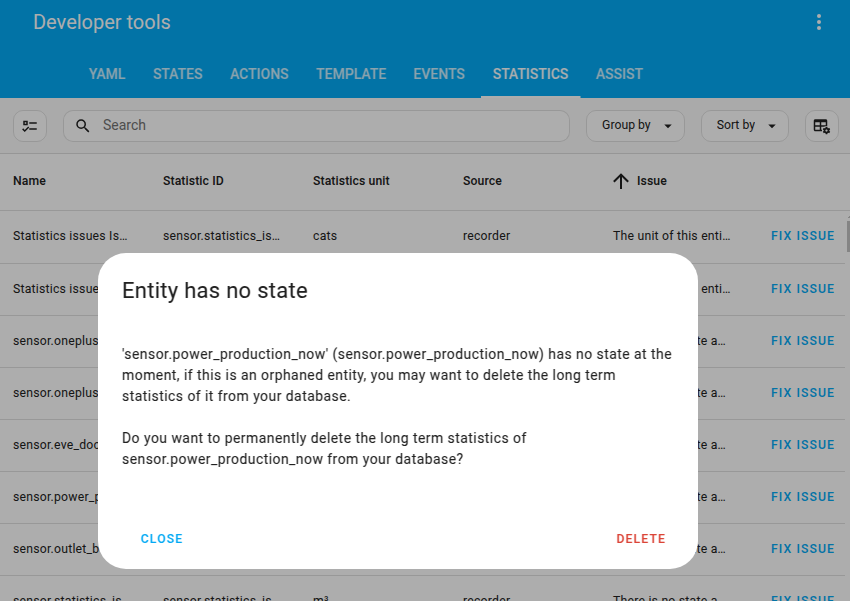 Developer tools
YAML STATES ACTIONS TEMPLATE EVENTS STATISTICS ASSIST
Search Group by Sort by
Name Statistic ID Statistics unit Source Issue
Statistics issues Is... sensor.statistics_is... cats recorder The unit of this enti... FIX ISSUE
Statistics issue enti... FIX ISSUE
Entity has no state
sensor.oneplus te a... FIX ISSUE
'sensor.power_production_now' (sensor.power_production_now) has no state at the
moment, if this is an orphaned entity, you may want to delete the long term
statistics of it from your database.
sensor.oneplus te a... FIX ISSUE
Do you want to permanently delete the long term statistics of
sensor.eve_doc te a... FIX ISSUE
sensor.power_production_now from your database?
sensor.power_p te a... FIX ISSUE
CLOSE DELETE
sensor.outlet_b te a... FIX ISSUE
sensor.statistics_is... sensor.statistics_is... m³ recorder There is no state a... FIX ISSUE